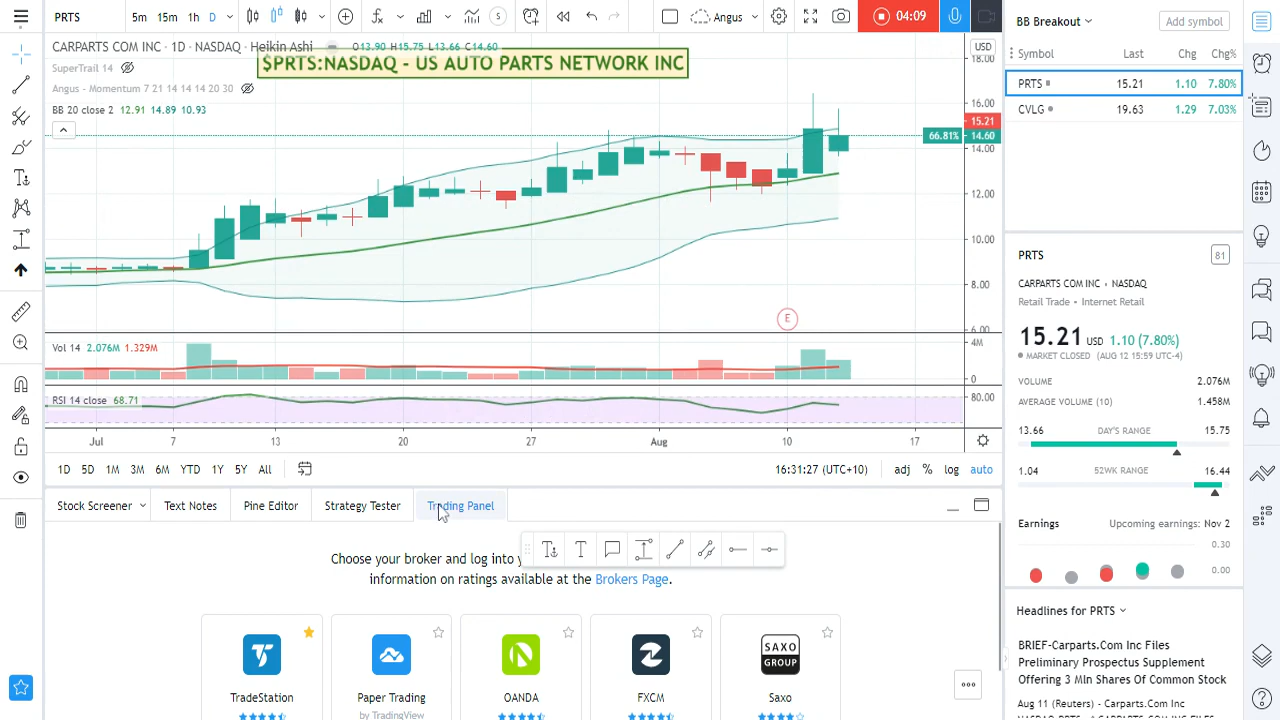 PRTS
5m 15m 1h D
S
Angus
04:09
CARPARTS COM INC · 1D · NASDAQ · Heikin Ashi
O13.90 H15.75 L13.66 C14.60
$PRTS:NASDAQ - US AUTO PARTS NETWORK INC
SuperTrail 14
Angus - Momentum 7 21 14 14 14 20 30
BB 20 close 2 12.91 14.89 10.93
USD
18.00
16.00
15.21
66.81% 14.60
14.00
12.00
10.00
8.00
6.00
E
Vol 14 2.076M 1.329M
4M
0
RSI 14 close 68.71
80.00
Jul 7 13 20 27 Aug 10 17
1D 5D 1M 3M 6M YTD 1Y 5Y All
16:31:27 (UTC+10) adj % log auto
Stock Screener Text Notes Pine Editor Strategy Tester Trading Panel
Choose your broker and log into y
information on ratings available at the Brokers Page.
TradeStation
Paper Trading
by TradingView
OANDA
FXCM
SAXO
GROUP
Saxo
BB Breakout
Add symbol
Symbol Last Chg Chg%
PRTS 15.21 1.10 7.80%
CVLG 19.63 1.29 7.03%
PRTS
81
CARPARTS COM INC · NASDAQ
Retail Trade • Internet Retail
15.21 USD 1.10 (7.80%)
MARKET CLOSED (AUG 12 15:59 UTC-4)
VOLUME 2.076M
AVERAGE VOLUME (10) 1.458M
13.66 DAY'S RANGE 15.75
1.04 52WK RANGE 16.44
Earnings Upcoming earnings: Nov 2
0.30
0.00
Headlines for PRTS
BRIEF-Carparts.Com Inc Files
Preliminary Prospectus Supplement
Offering 3 Mln Shares Of Common Stock
Aug 11 (Reuters) - Carparts.Com Inc